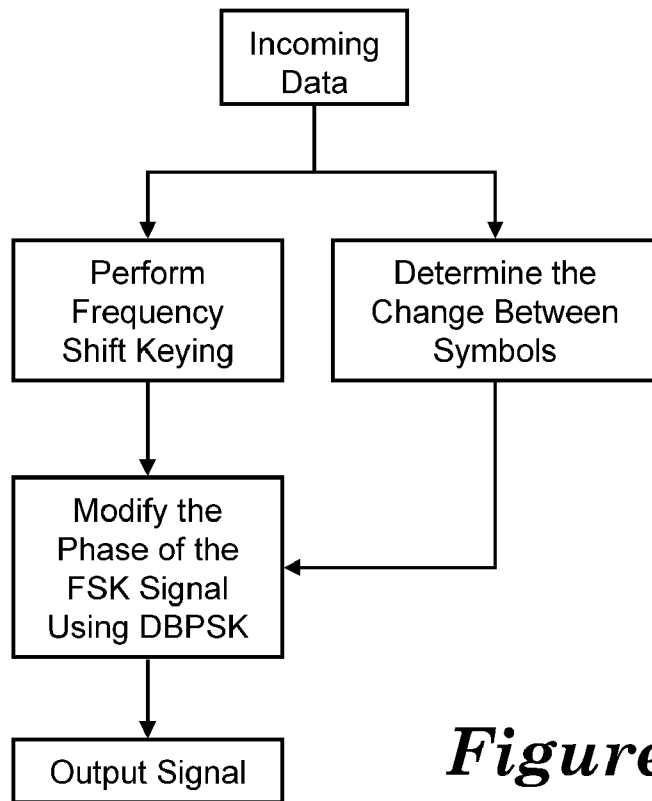 Incoming
Data
Perform
Frequency
Shift Keying
Determine the
Change Between
Symbols
Modify the
Phase of the
FSK Signal
Using DBPSK
Output Signal
Figure